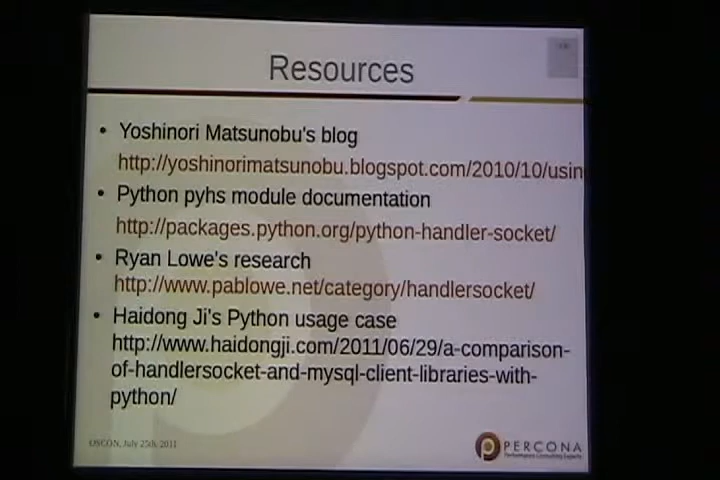 Resources
• Yoshinori Matsunobu's blog
http://yoshinorimatsunobu.blogspot.com/2010/10/usin
• Python pyhs module documentation
http://packages.python.org/python-handler-socket/
• Ryan Lowe's research
http://www.pablowe.net/category/handlersocket/
• Haidong Ji's Python usage case
http://www.haidongji.com/2011/06/29/a-comparison-
of-handlersocket-and-mysql-client-libraries-with-
python/
OSCON, July 25th, 2011
PERCONA
Performance Consulting Experts